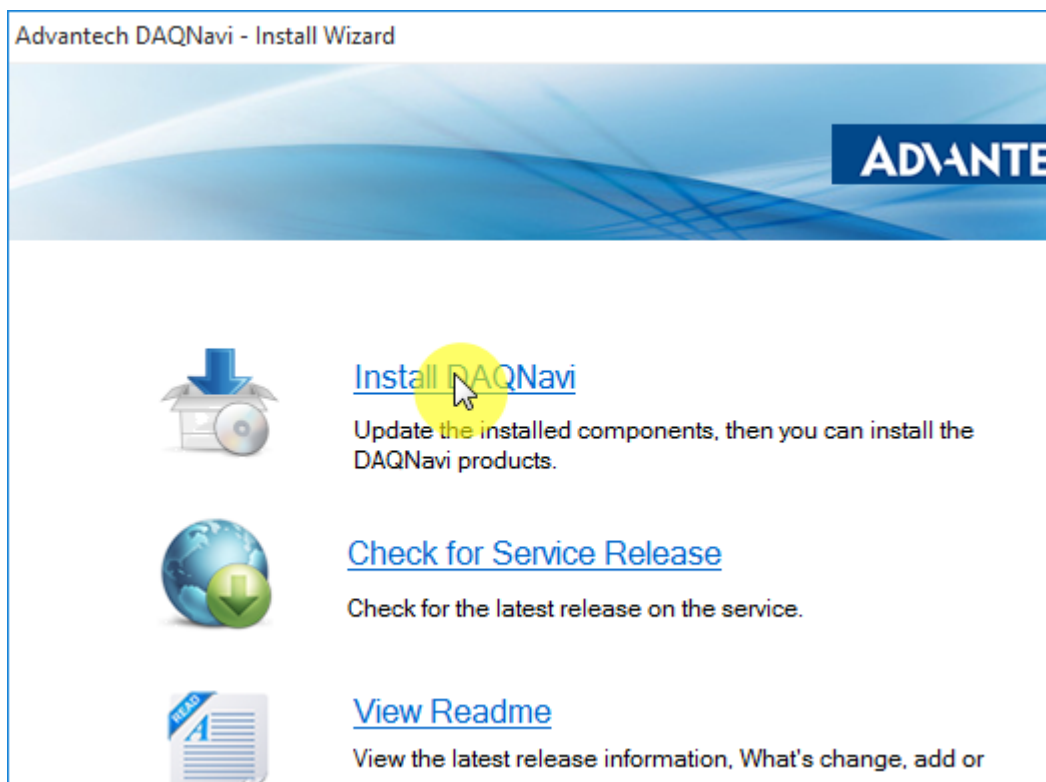 Advantech DAQNavi - Install Wizard
ADVANTE
Install DAQNavi
Update the installed components, then you can install the
DAQNavi products.
Check for Service Release
Check for the latest release on the service.
READ
A
View Readme
View the latest release information, What's change, add or